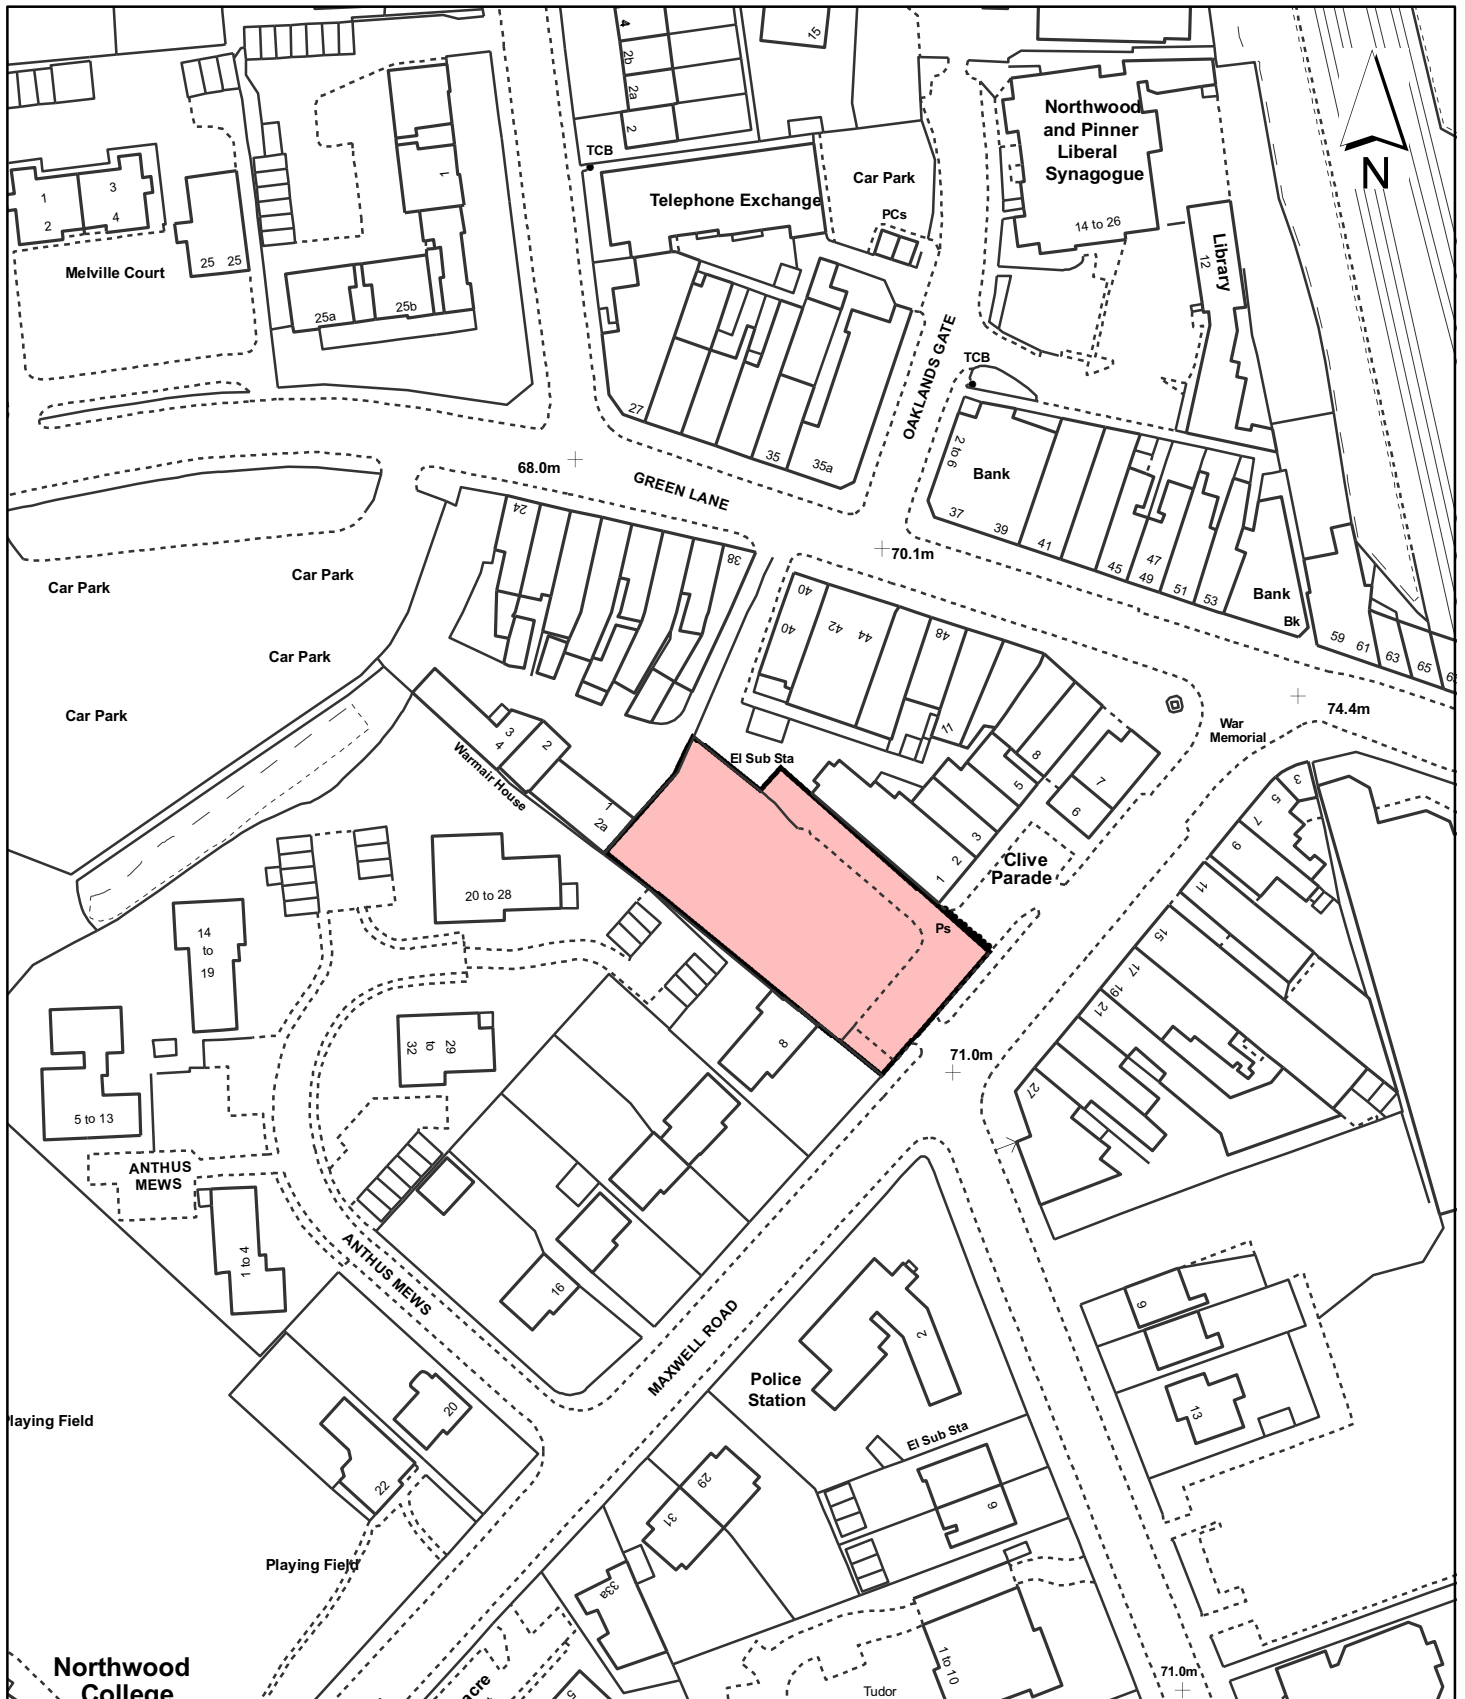 4
2b
2a
2
15
TCB
Northwood
and Pinner
Liberal
Synagogue
14 to 26
N
Telephone Exchange
Car Park
PCs
1
3
2
4
25 25
Melville Court
1
25a
25b
Library
12
OAKLANDS GATE
TCB
27
35
35a
2 to 6
Bank
37
39
41
45
47
49
51
53
Bank
Bk
59
61
63
65
68.0m
GREEN LANE
70.1m
24
38
40
40
42
44
48
11
Car Park
Car Park
Car Park
Car Park
War
Memorial
74.4m
3
4
2
Warmair House
1
2a
El Sub Sta
8
5
7
6
3
2
1
Clive
Parade
Ps
3
5
7
9
11
15
17
19
21
27
20 to 28
14
to
19
32
to
29
5 to 13
ANTHUS
MEWS
1 to 4
8
71.0m
ANTHUS MEWS
16
MAXWELL ROAD
2
Police
Station
9
13
20
22
Playing Field
29
31
El Sub Sta
9
33a
Playing Field
Northwood
College
acre
5
1 to 10
Tudor
71.0m